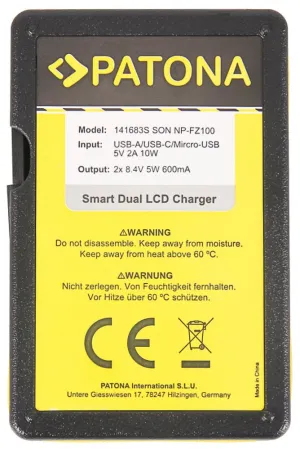 PATONA
Model: 141683S SON NP-FZ100
Input: USB-A/USB-C/Mircro-USB
5V 2A 10W
Output: 2x 8.4V 5W 600mA
Smart Dual LCD Charger
WARNING
Do not disassemble. Keep away from moisture.
Keep away from heat above 60 ºC.
WARNUNG
Nicht zerlegen. Von Feuchtigkeit fernhalten.
Vor Hitze über 60 ºC schützen.
CE
Made in China
PATONA International S.L.U.
Untere Giesswiesen 17, 78247 Hilzingen, Germany